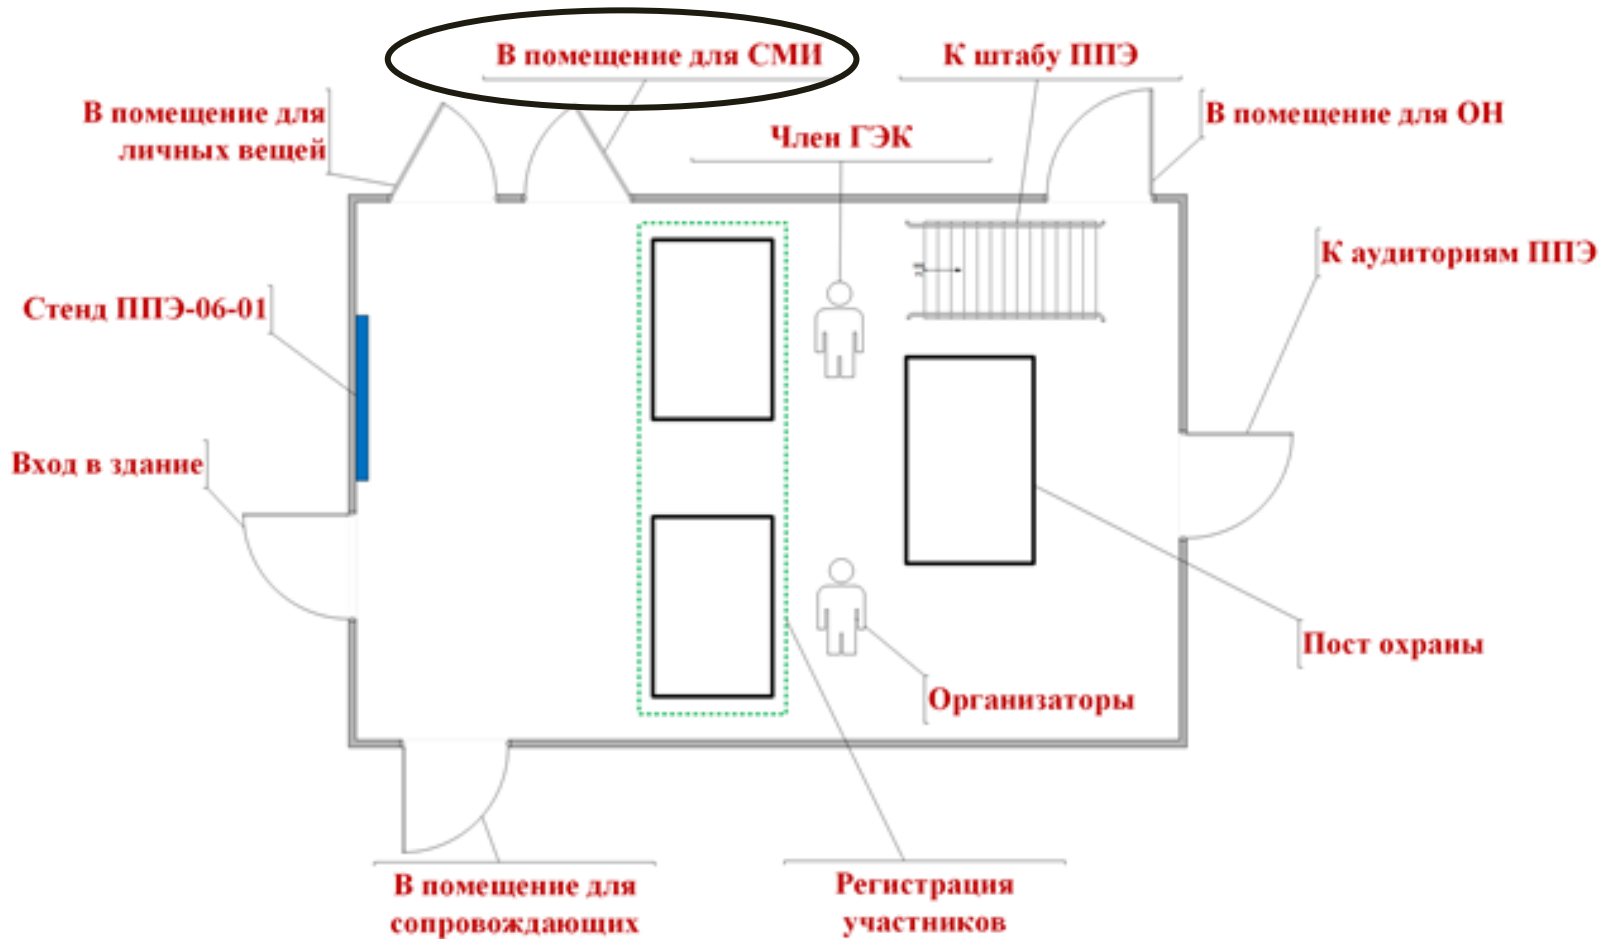 В помещение для СМИ
К штабу ППЭ
В помещение для
личных вещей
Член ГЭК
В помещение для ОН
К аудиториям ППЭ
Стенд ППЭ-06-01
Вход в здание
Пост охраны
Организаторы
В помещение для
сопровождающих
Регистрация
участников